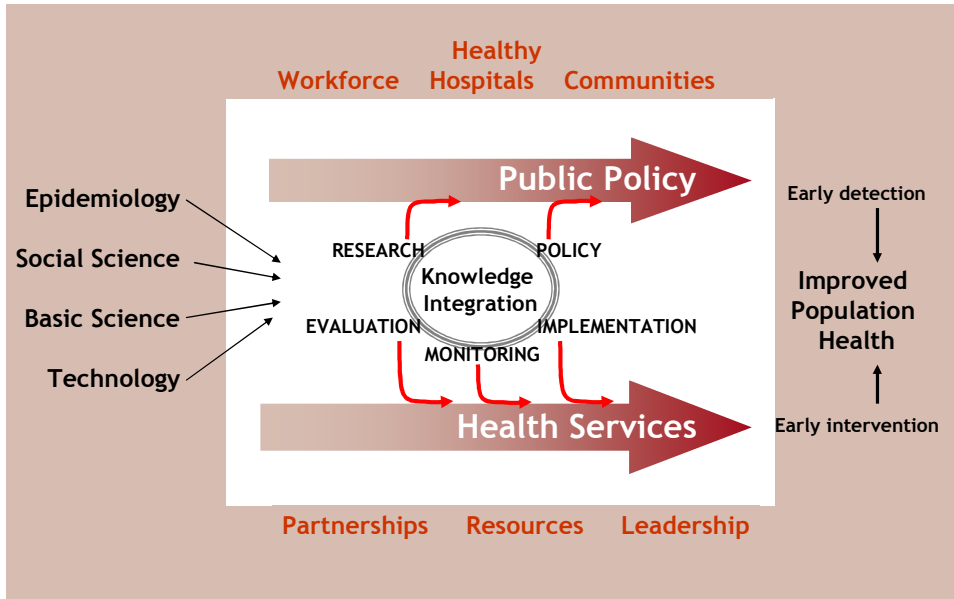 Healthy
Workforce Hospitals Communities
Public Policy
Epidemiology
Social Science
Basic Science
Technology
RESEARCH
POLICY
Knowledge
Integration
EVALUATION
IMPLEMENTATION
MONITORING
Health Services
Early detection
Improved
Population
Health
Early intervention
Partnerships Resources Leadership